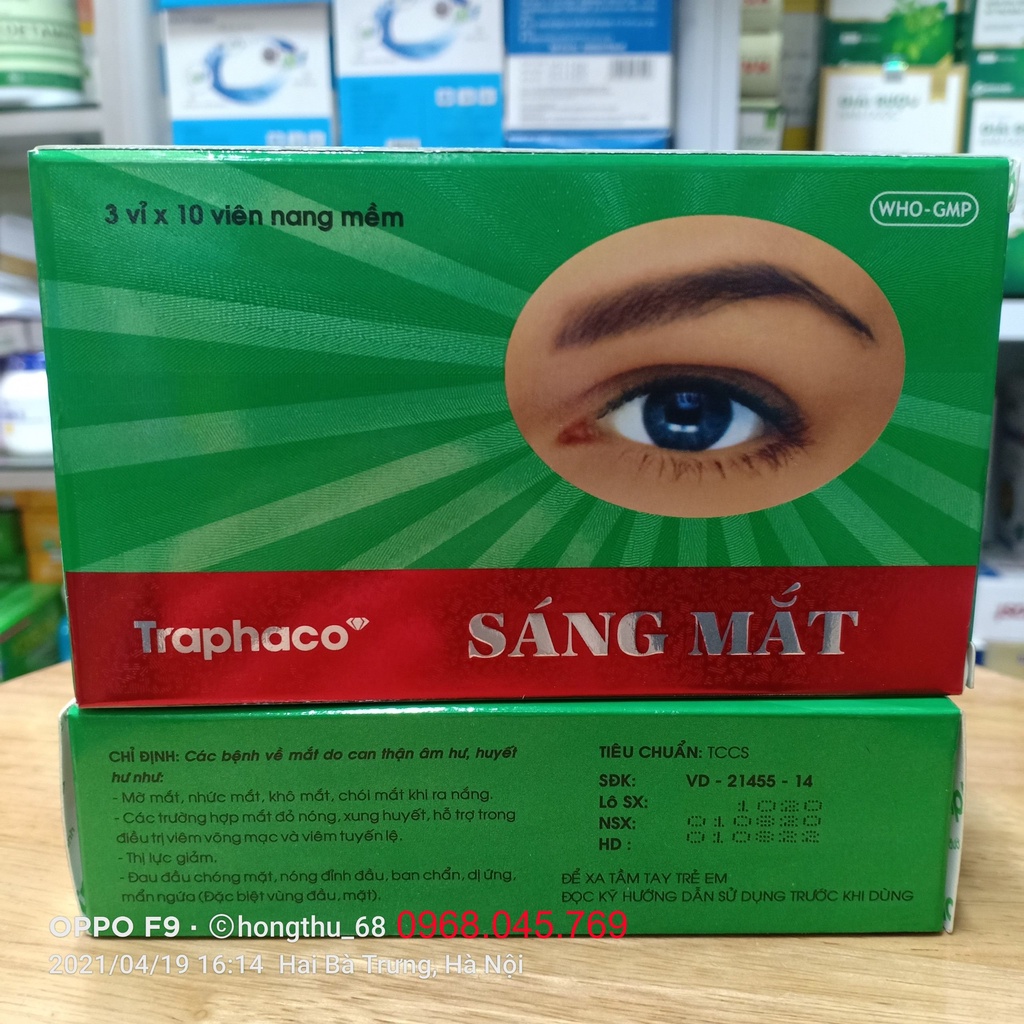 3 vỉ x 10 viên nang mềm
WHO-GMP
Traphaco
SÁNG MẮT
CHỈ ĐỊNH: Các bệnh về mắt do can thận âm hư, huyết
hư như:
- Mờ mắt, nhức mắt, khô mắt, chói mắt khi ra nắng.
- Các trường hợp mắt đỏ nóng, xung huyết, hỗ trợ trong
điều trị viêm võng mạc và viêm tuyến lệ.
- Thị lực giảm.
- Đau đầu chóng mặt, nóng đỉnh đầu, ban chẩn, dị ứng,
mẩn ngứa (Đặc biệt vùng đầu, mặt).
TIÊU CHUẨN: TCCS
SĐK: VD - 21455 - 14
Lô SX: 1020
NSX: 010820
HD : 010822
ĐỂ XA TẦM TAY TRẺ EM
ĐỌC KỸ HƯỚNG DẪN SỬ DỤNG TRƯỚC KHI DÙNG
OPPO F9 · ©hongthu_68 0968.045.769
2021/04/19 16:14 Hai Bà Trưng, Hà Nội